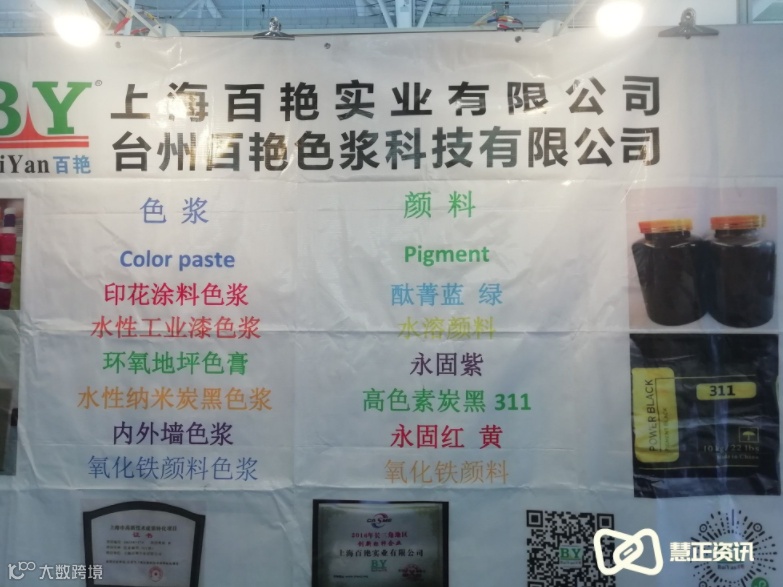 BY®
上海百艳实业有限公司
台州百艳色浆科技有限公司
iYan百艳
色浆
颜料
Color paste
Pigment
印花涂料色浆
酞菁蓝 绿
水性工业漆色浆
水溶颜料
环氧地坪色膏
永固紫
水性纳米炭黑色浆
高色素炭黑 311
内外墙色浆
永固红 黄
氧化铁颜料色浆
氧化铁颜料
311
POWER BLACK
上海百艳实业有限公司
BY
慧正资讯
大数跨境